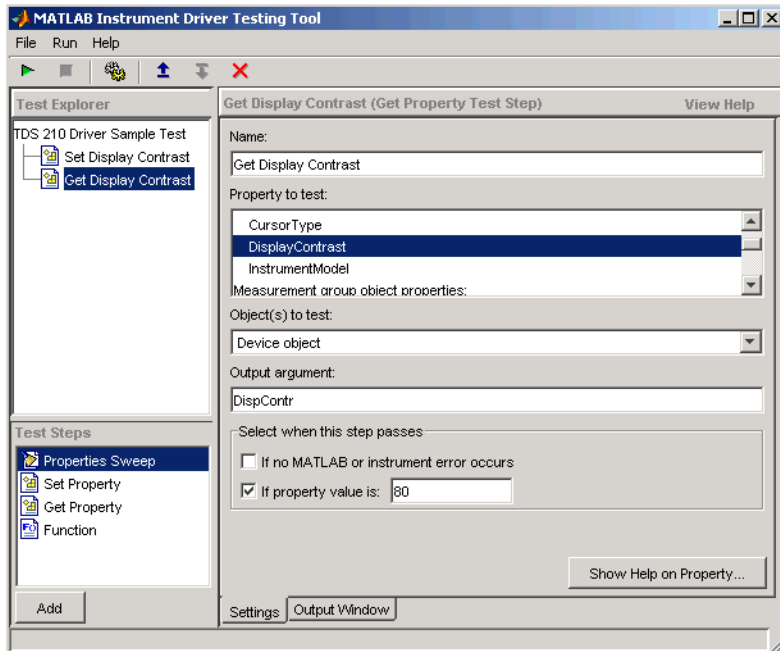 MATLAB Instrument Driver Testing Tool
File Run Help
Test Explorer
TDS 210 Driver Sample Test
Set Display Contrast
Get Display Contrast
Test Steps
Properties Sweep
Set Property
Get Property
Function
Add
Get Display Contrast (Get Property Test Step) View Help
Name:
Get Display Contrast
Property to test:
CursorType
DisplayContrast
InstrumentModel
Measurement group object properties:
Object(s) to test:
Device object
Output argument:
DispContr
Select when this step passes
If no MATLAB or instrument error occurs
If property value is: 80
Show Help on Property...
Settings Output Window